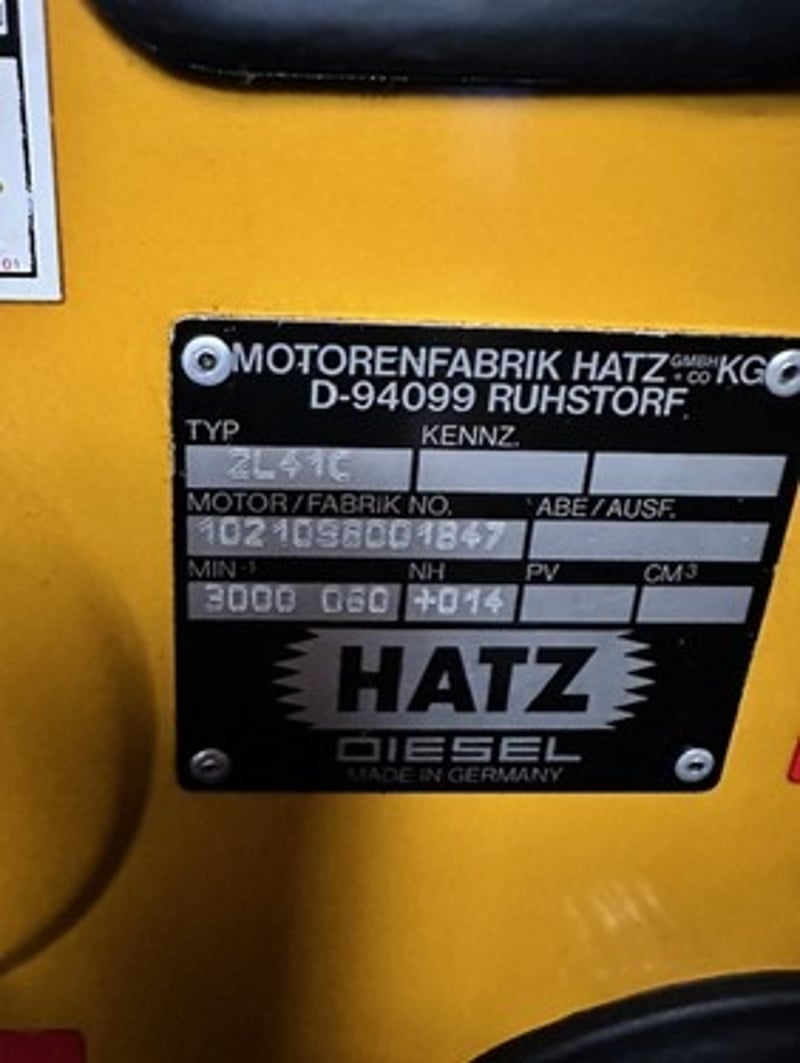 MOTORENFABRIK HATZ GMBH + CO KG
D-94099 RUHSTORF
TYP KENNZ.
2L41C
MOTOR/FABRIK NO. ABE/AUSF.
1021098001847
MIN-1 NH PV CM3
3000 060 +014
HATZ
DIESEL
MADE IN GERMANY
01